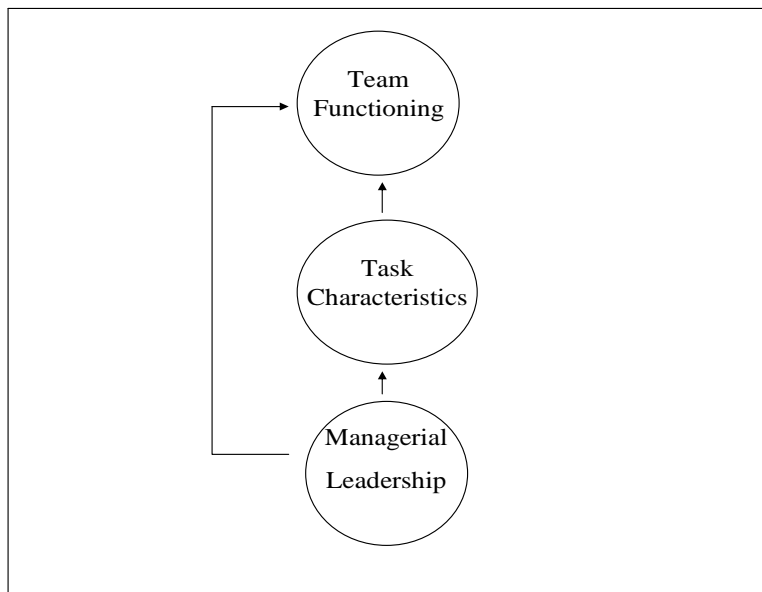 Team
Functioning
Task
Characteristics
Managerial
Leadership